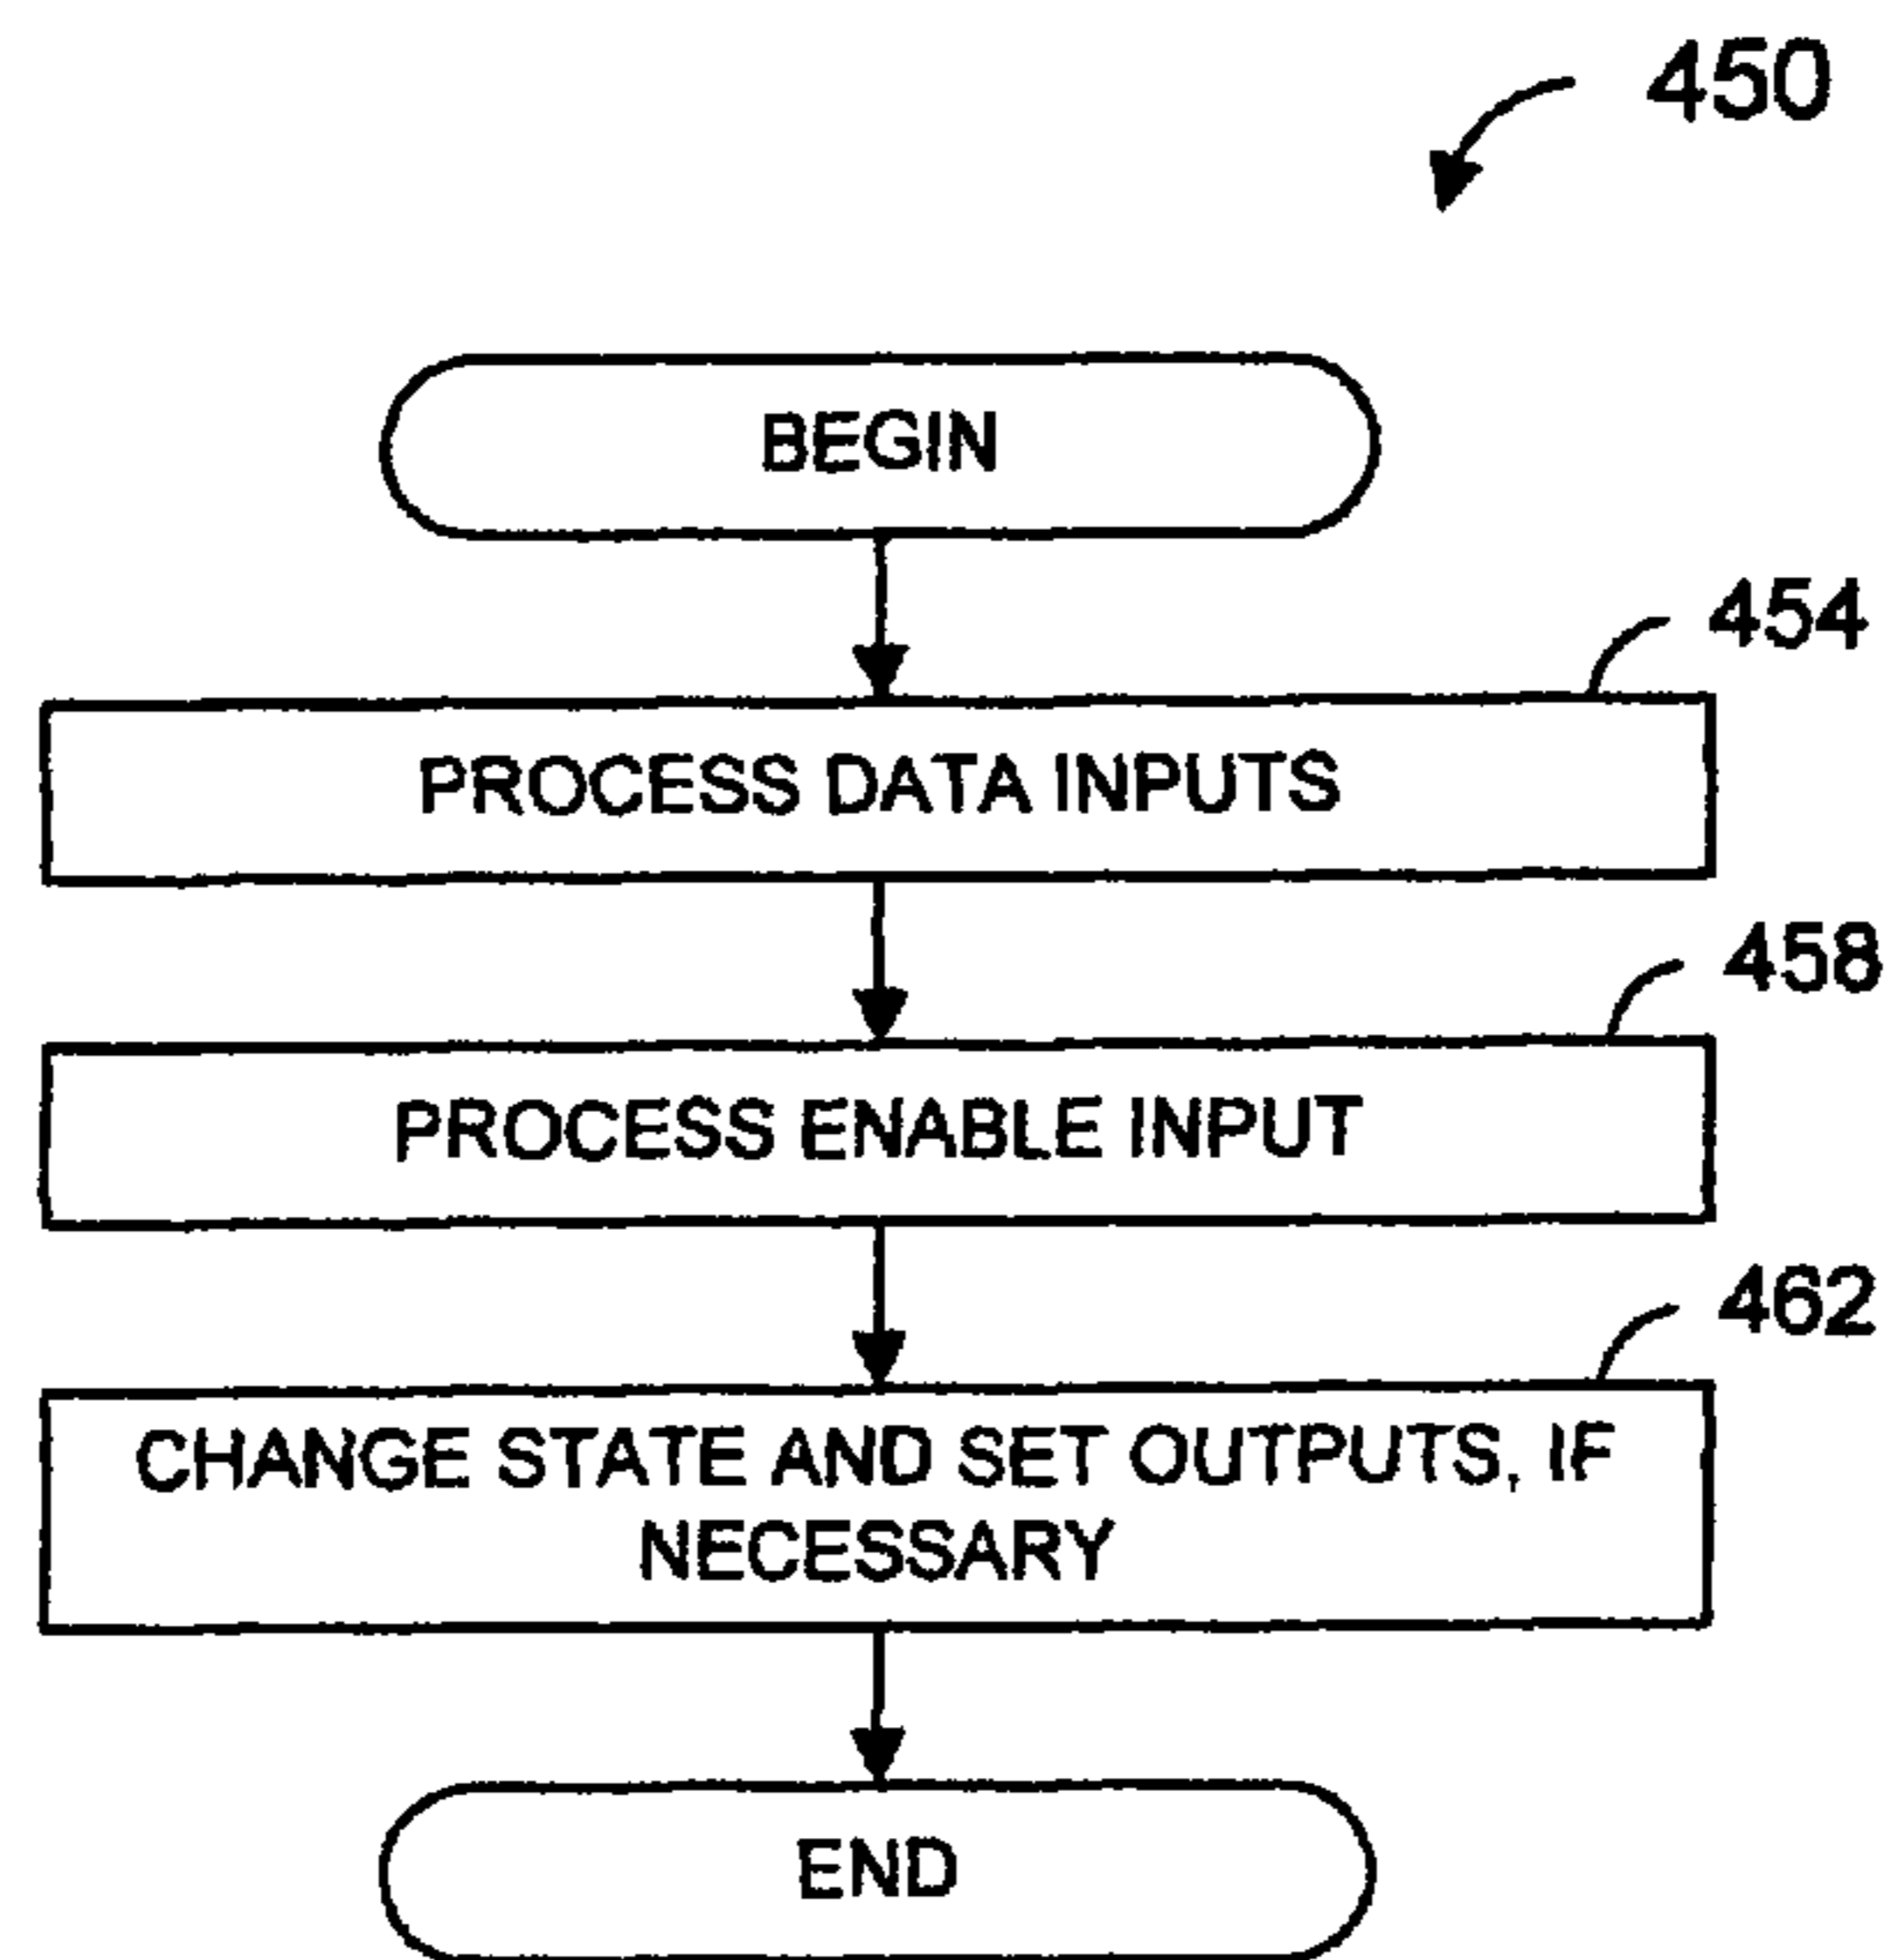 450
BEGIN
454
PROCESS DATA INPUTS
458
PROCESS ENABLE INPUT
462
CHANGE STATE AND SET OUTPUTS, IF
NECESSARY
END